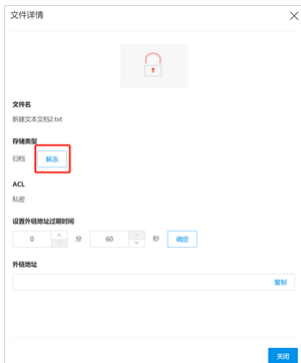 文件详情
文件名
新建文本文档2.txt
存储类型
归档 解冻
ACL
私密
设置外链地址过期时间
0 分 60 秒 确定
外链地址
复制
关闭